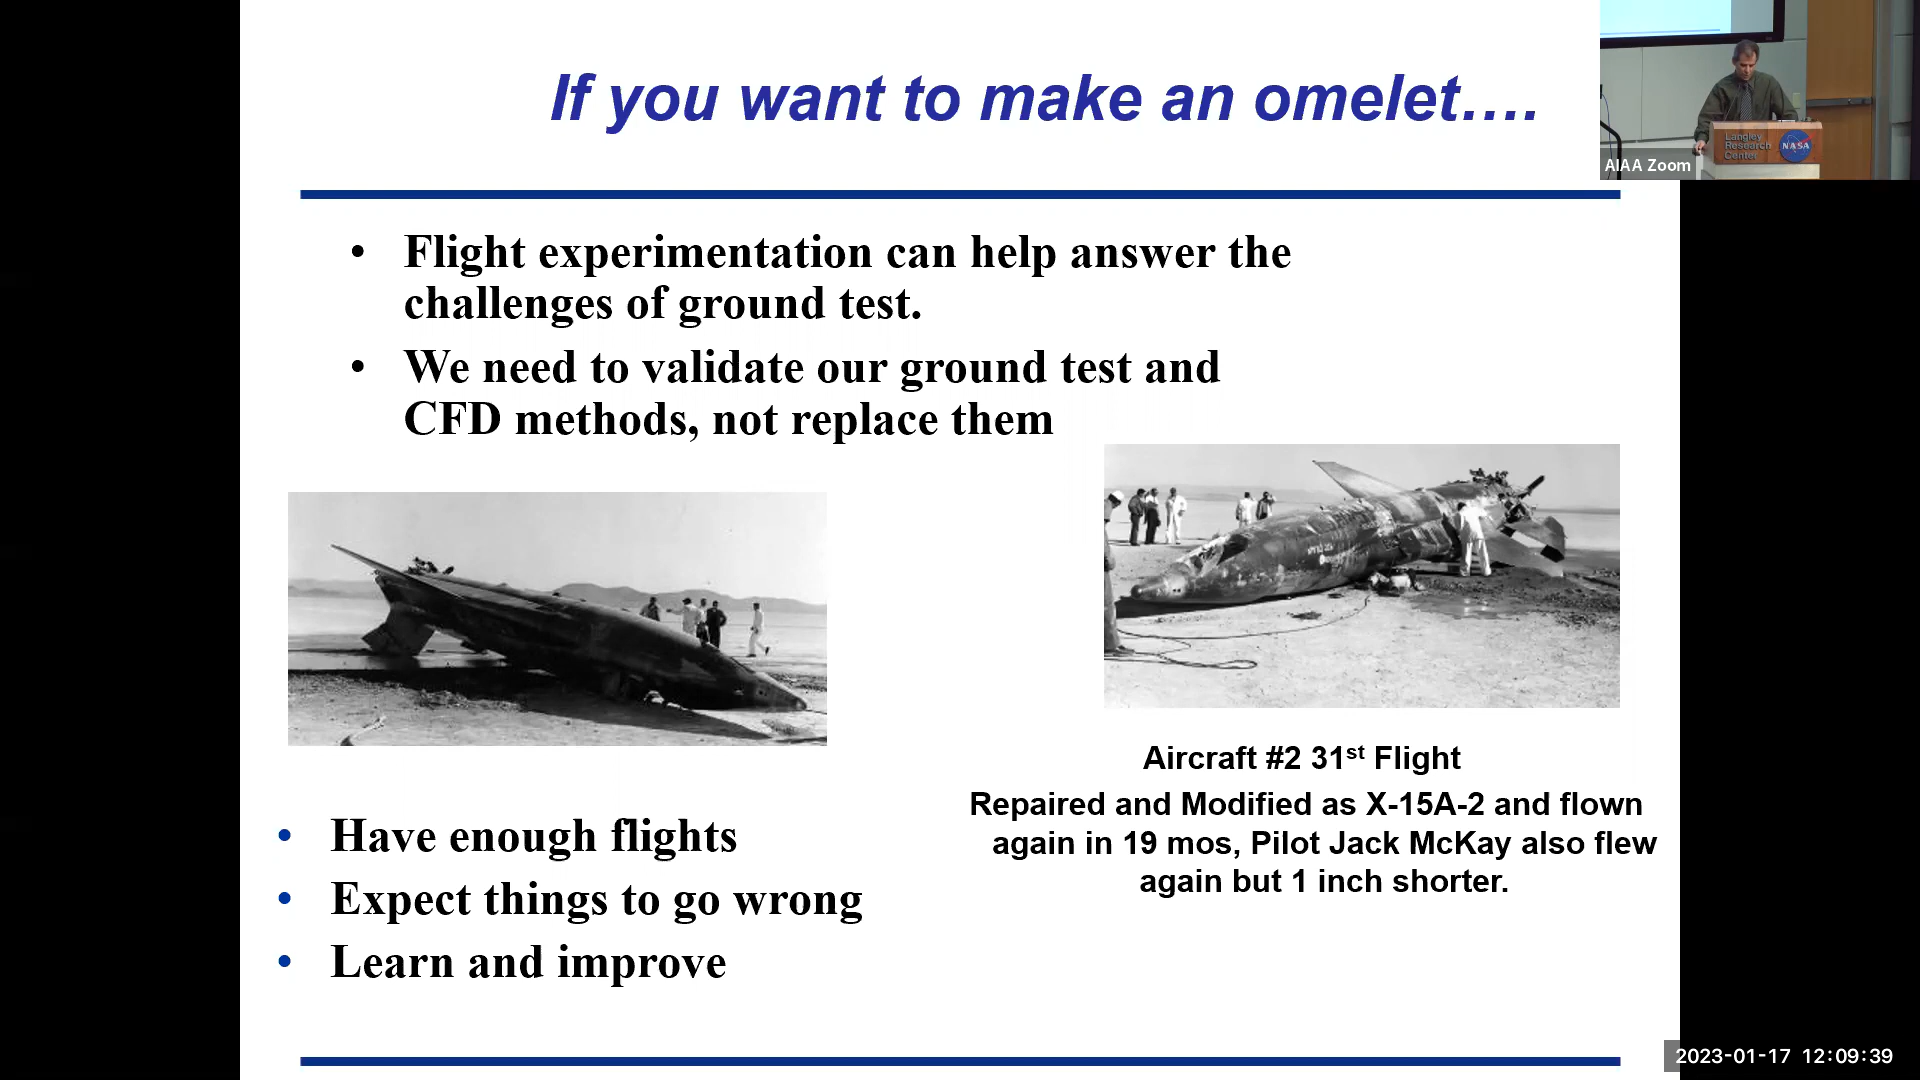 If you want to make an omelet….
Langley
Research
Center
NASA
AIAA Zoom
• Flight experimentation can help answer the
challenges of ground test.
• We need to validate our ground test and
CFD methods, not replace them
Aircraft #2 31st Flight
Repaired and Modified as X-15A-2 and flown
again in 19 mos, Pilot Jack McKay also flew
again but 1 inch shorter.
• Have enough flights
• Expect things to go wrong
• Learn and improve
2023-01-17 12:09:39